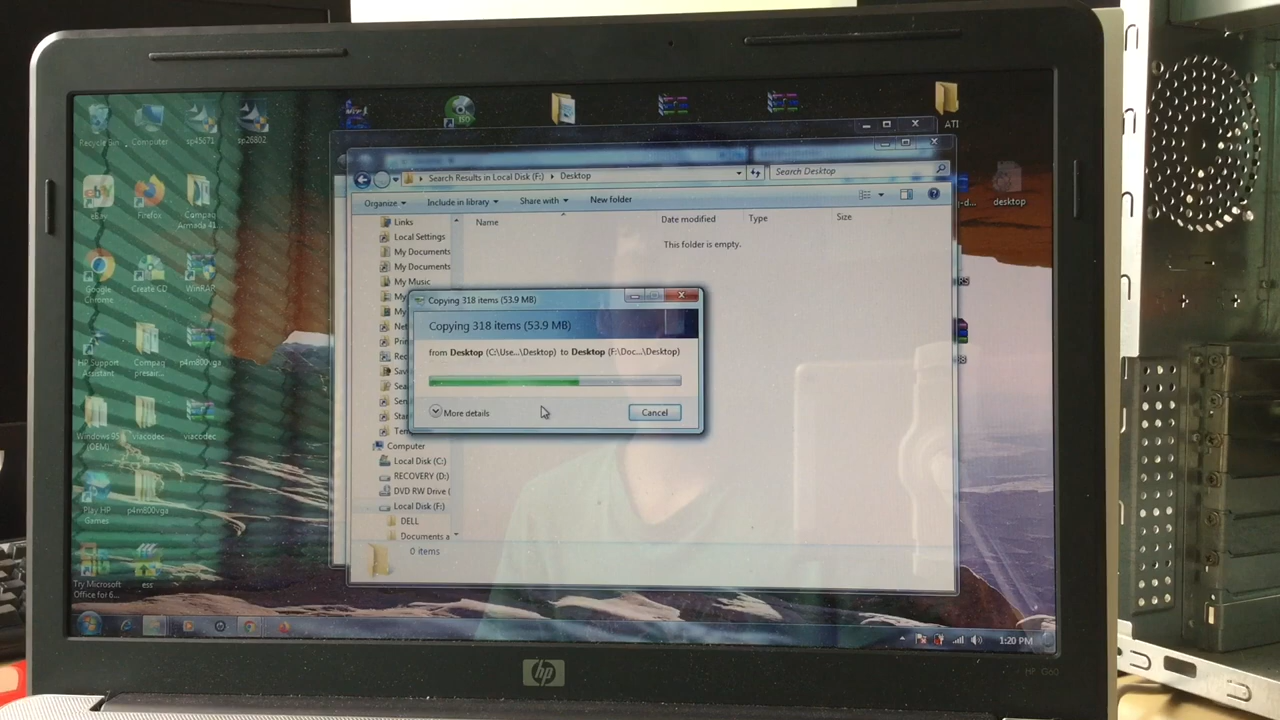 Recycle Bin
Computer
sp45671
sp26802
ISO
ATI
eBay
Firefox
Compaq
Armada 41...
desktop
Google
Chrome
Create CD
WinRAR
HP Support
Assistant
Compaq
presair...
p4m800vga
Windows 95
(OEM)
viacodec
viacodec
Play HP
Games
p4m800vga
Try Microsoft
Office for 6...
ess
Search Results in Local Disk (F:)
Desktop
Search Desktop
Organize
Include in library
Share with
New folder
Name
Date modified
Type
Size
This folder is empty.
Links
Local Settings
My Documents
My Documents
My Music
Computer
Local Disk (C:)
RECOVERY (D:)
DVD RW Drive (
Local Disk (F:)
DELL
Documents a
0 items
Copying 318 items (53.9 MB)
Copying 318 items (53.9 MB)
from Desktop (C:\Use...\Desktop) to Desktop (F:\Doc...\Desktop)
More details
Cancel
1:20 PM
hp
HP G60